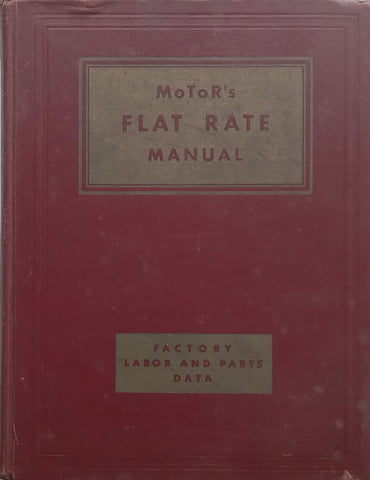 MoToR's
FLAT RATE
MANUAL
FACTORY
LABOR AND PARTS
DATA